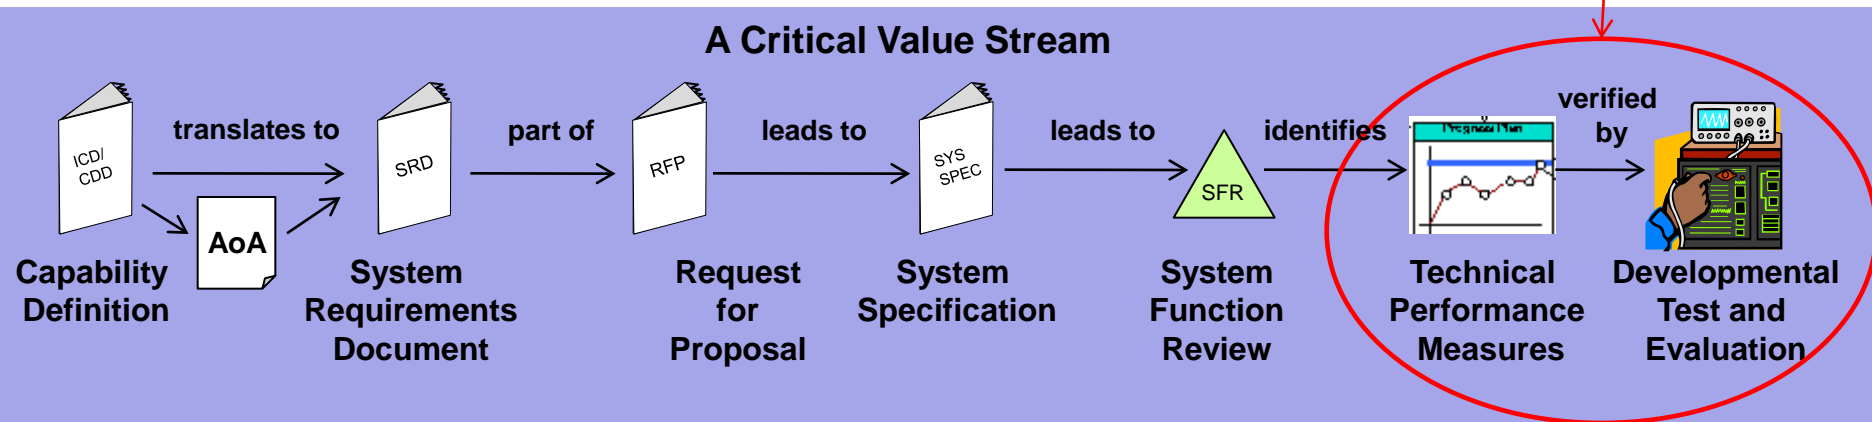 A Critical Value Stream
ICD/
CDD
translates to
AoA
SRD
part of
RFP
leads to
SYS
SPEC
leads to
SFR
identifies
Progress Plan
verified
by
Capability
Definition
System
Requirements
Document
Request
for
Proposal
System
Specification
System
Function
Review
Technical
Performance
Measures
Developmental
Test and
Evaluation